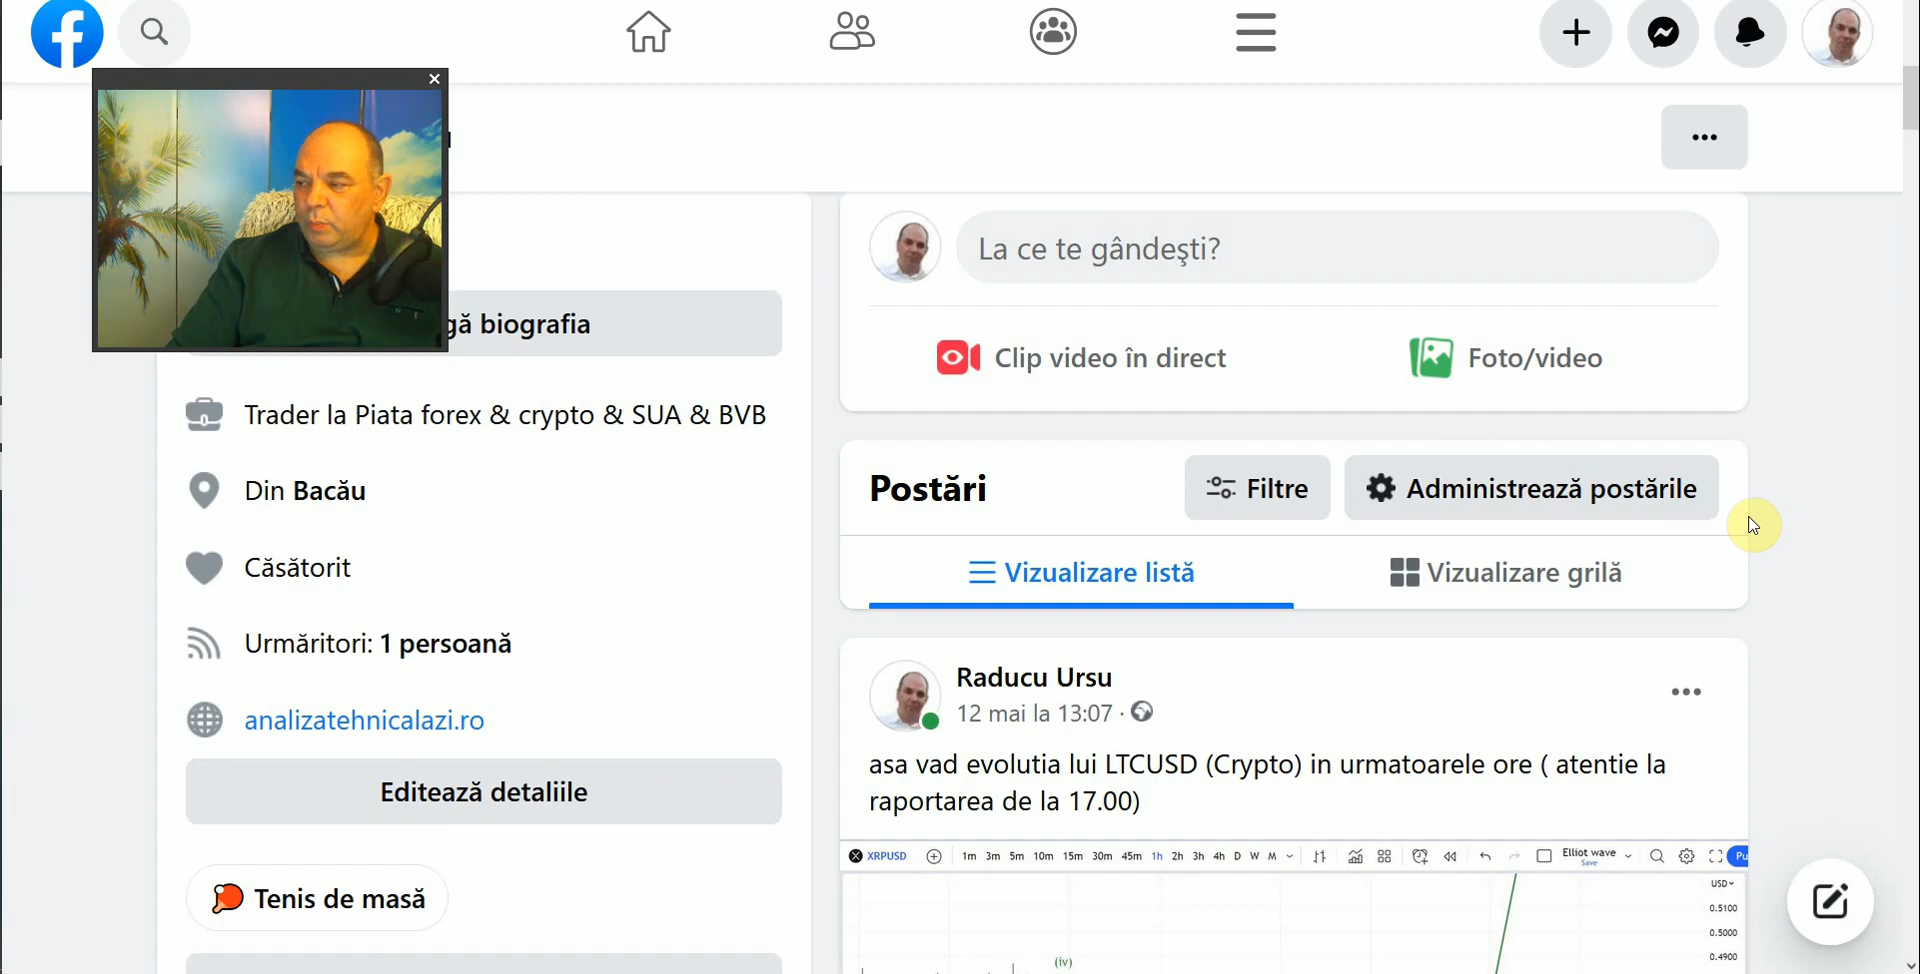 gă biografia
Trader la Piata forex & crypto & SUA & BVB
Din Bacău
Căsătorit
Urmăritori: 1 persoană
analizatehnicalazi.ro
Editează detaliile
Tenis de masă
La ce te gândești?
Clip video în direct
Foto/video
Postări
Filtre
Administrează postările
Vizualizare listă
Vizualizare grilă
Raducu Ursu
12 mai la 13:07 ·
asa vad evolutia lui LTCUSD (Crypto) in urmatoarele ore ( atentie la
raportarea de la 17.00)
XRPUSD 1m 3m 5m 10m 15m 30m 45m 1h 2h 3h 4h D W M Elliot wave Pu
Save
USD
0.5100
0.5000
0.4900
(iv)